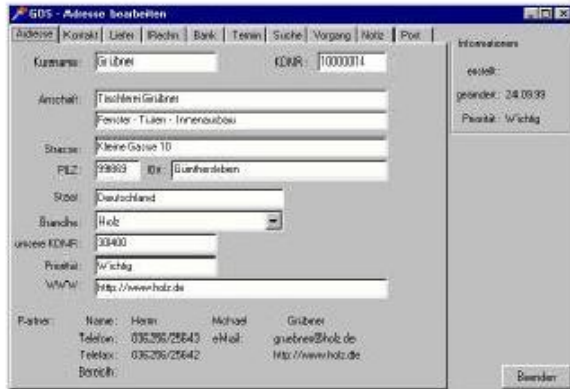 GDS - Adresse bearbeiten
Adresse Kontakt Liefer IRechn. Bank Termin Suche Vorgang Notiz Post
Informationen
Kurzname: Grübner KDNR: 10000014
erstellt:
geändert: 24.09.99
Anschrift: Tischlerei Grübner
Priorität: Wichtig
Fenster - Türen - Innenausbau
Strasse: Kleine Gasse 10
PLZ: 99869 Ort: Günthersleben
Staat: Deutschland
Branche: Holz
unsere KDNR: 30400
Priorität: Wichtig
WWW: http://www.holz.de
Partner: Name: Herrn Michael Grübner
Telefon: 036256/25643 eMail: gruebner@holz.de
Telefax: 036256/25642 http://www.holz.de
Bereich:
Beenden